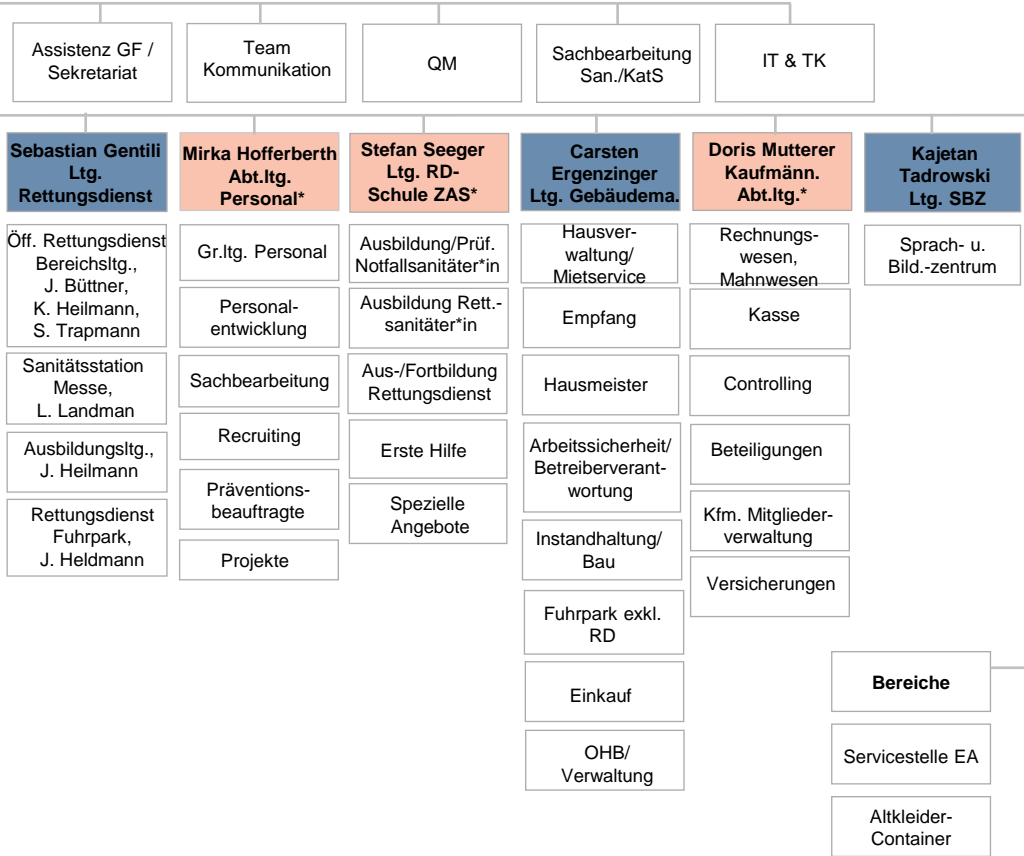 Assistenz GF /
Sekretariat
Team
Kommunikation
QM
Sachbearbeitung
San./KatS
IT & TK
Sebastian Gentili
Ltg.
Rettungsdienst
Öff. Rettungsdienst
Bereichsltg.,
J. Büttner,
K. Heilmann,
S. Trapmann
Sanitätsstation
Messe,
L. Landman
Ausbildungsltg.,
J. Heilmann
Rettungsdienst
Fuhrpark,
J. Heldmann
Mirka Hofferberth
Abt.ltg.
Personal*
Gr.ltg. Personal
Personal-
entwicklung
Sachbearbeitung
Recruiting
Präventions-
beauftragte
Projekte
Stefan Seeger
Ltg. RD-
Schule ZAS*
Ausbildung/Prüf.
Notfallsanitäter*in
Ausbildung Rett.-
sanitäter*in
Aus-/Fortbildung
Rettungsdienst
Erste Hilfe
Spezielle
Angebote
Carsten
Ergenzinger
Ltg. Gebäudema.
Hausver-
waltung/
Mietservice
Empfang
Hausmeister
Arbeitssicherheit/
Betreiberverant-
wortung
Instandhaltung/
Bau
Fuhrpark exkl.
RD
Einkauf
OHB/
Verwaltung
Doris Mutterer
Kaufmänn.
Abt.ltg.*
Rechnungs-
wesen,
Mahnwesen
Kasse
Controlling
Beteiligungen
Kfm. Mitglieder-
verwaltung
Versicherungen
Kajetan
Tadrowski
Ltg. SBZ
Sprach- u.
Bild.-zentrum
Bereiche
Servicestelle EA
Altkleider-
Container